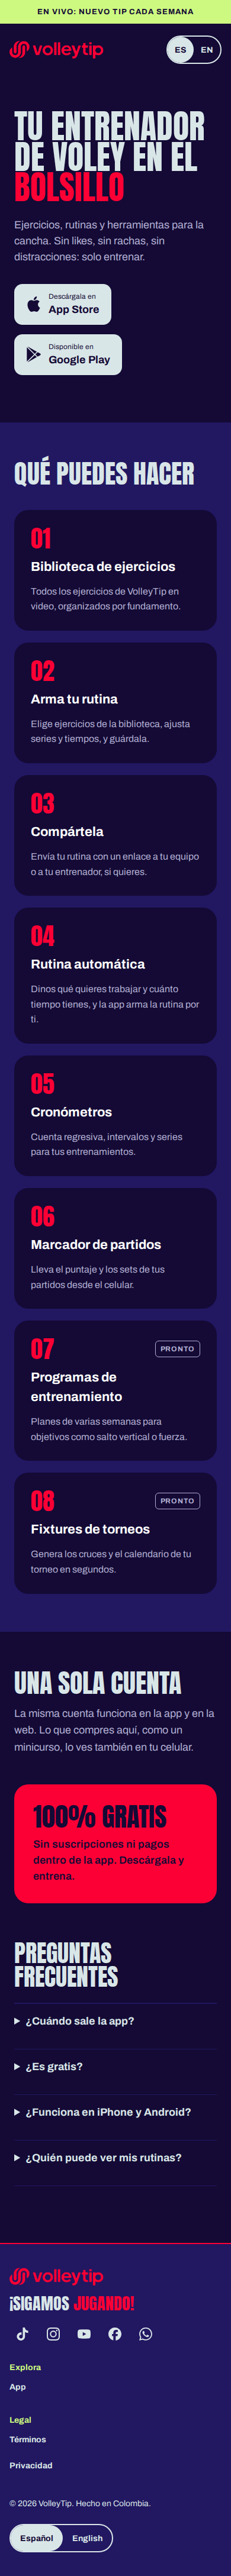 EN VIVO: NUEVO TIP CADA SEMANA
volleytip
ES EN
TU ENTRENADOR
DE VOLEY EN EL
BOLSILLO
Ejercicios, rutinas y herramientas para la
cancha. Sin likes, sin rachas, sin
distracciones: solo entrenar.
Descárgala en
App Store
Disponible en
Google Play
QUÉ PUEDES HACER
01
Biblioteca de ejercicios
Todos los ejercicios de VolleyTip en
video, organizados por fundamento.
02
Arma tu rutina
Elige ejercicios de la biblioteca, ajusta
series y tiempos, y guárdala.
03
Compártela
Envía tu rutina con un enlace a tu equipo
o a tu entrenador, si quieres.
04
Rutina automática
Dinos qué quieres trabajar y cuánto
tiempo tienes, y la app arma la rutina por
ti.
05
Cronómetros
Cuenta regresiva, intervalos y series
para tus entrenamientos.
06
Marcador de partidos
Lleva el puntaje y los sets de tus
partidos desde el celular.
07
PRONTO
Programas de
entrenamiento
Planes de varias semanas para
objetivos como salto vertical o fuerza.
08
PRONTO
Fixtures de torneos
Genera los cruces y el calendario de tu
torneo en segundos.
UNA SOLA CUENTA
La misma cuenta funciona en la app y en la
web. Lo que compres aquí, como un
minicurso, lo ves también en tu celular.
100% GRATIS
Sin suscripciones ni pagos
dentro de la app. Descárgala y
entrena.
PREGUNTAS
FRECUENTES
¿Cuándo sale la app?
¿Es gratis?
¿Funciona en iPhone y Android?
¿Quién puede ver mis rutinas?
volleytip
¡SIGAMOS JUGANDO!
Explora
App
Legal
Términos
Privacidad
© 2026 VolleyTip. Hecho en Colombia.
Español English